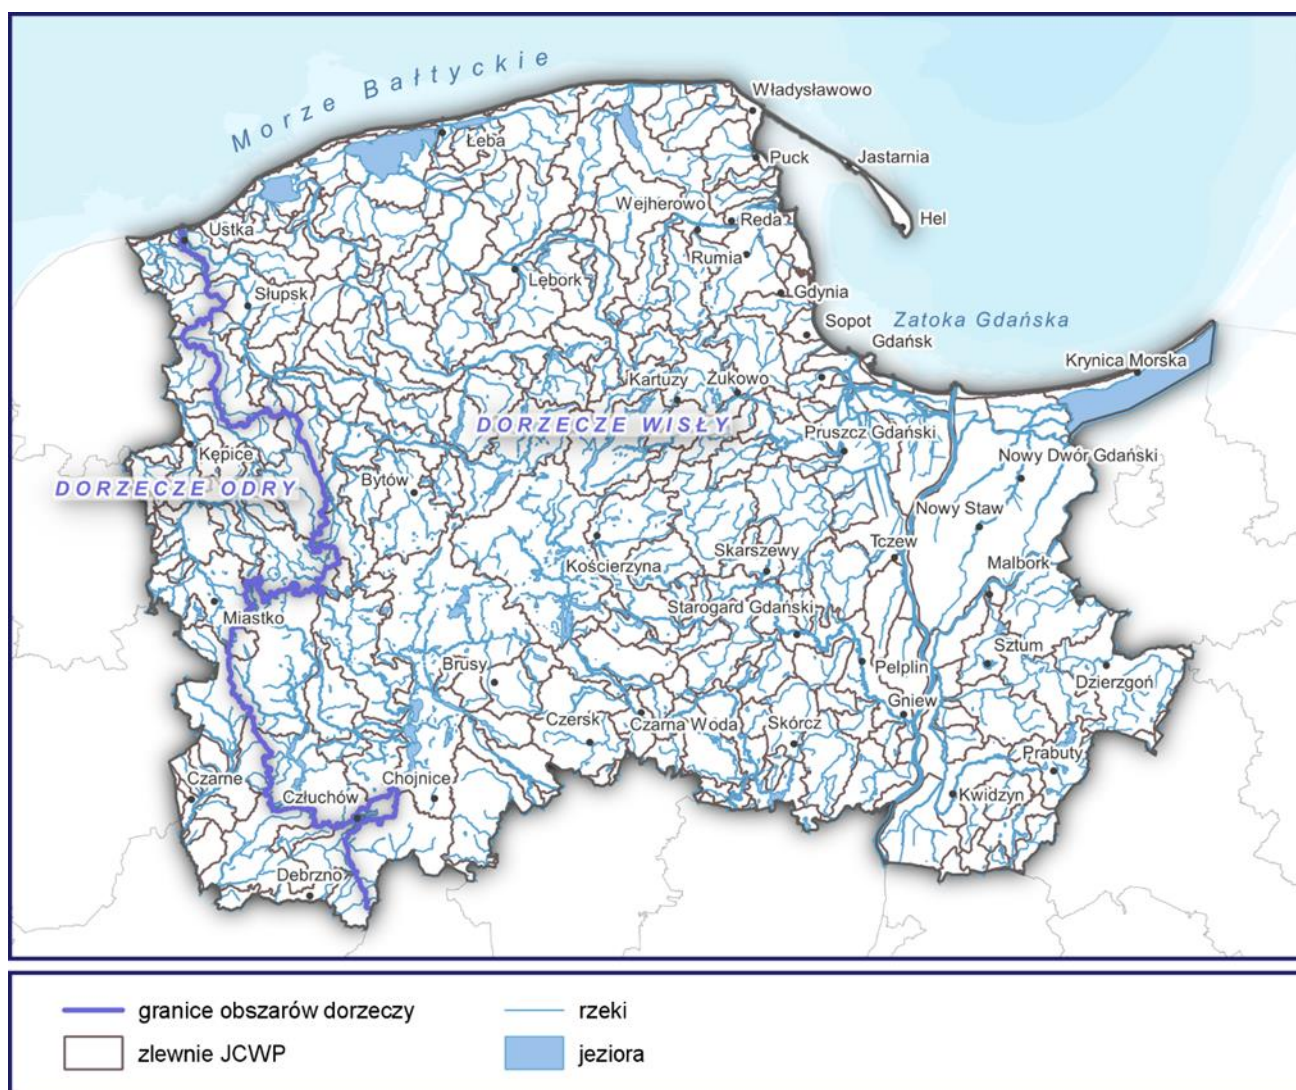 Morze Bałtyckie
Władysławowo
Łeba
Puck
Jastarnia
Wejherowo
Reda
Hel
Ustka
Rumia
Lębork
Słupsk
Gdynia
Sopot
Zatoka Gdańska
Gdańsk
Krynica Morska
Kartuzy
Żukowo
DORZECZE WISŁY
Pruszcz Gdański
Kępice
Nowy Dwór Gdański
DORZECZE ODRY
Bytów
Nowy Staw
Tczew
Skarszewy
Kościerzyna
Malbork
Starogard Gdański
Miastko
Sztum
Brusy
Pelplin
Dzierzgoń
Gniew
Czersk
Czarna Woda
Skórcz
Prabuty
Czarne
Chojnice
Człuchów
Kwidzyn
Debrzno
granice obszarów dorzeczy
rzeki
zlewnie JCWP
jeziora